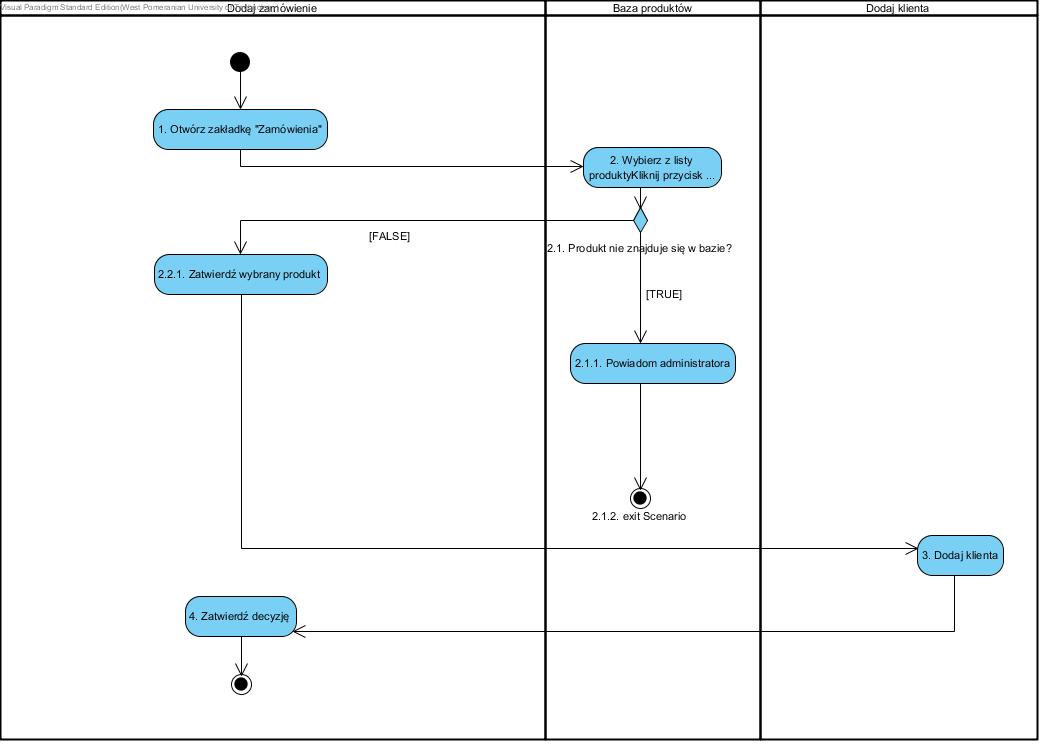 Visual Paradigm Standard Edition(West Pomeranian University
Dodaj zamówienie
Baza produktów
Dodaj klienta
1. Otwórz zakładkę "Zamówienia"
2. Wybierz z listy
produktyKliknij przycisk ...
[FALSE]
2.1. Produkt nie znajduje się w bazie?
2.2.1. Zatwierdź wybrany produkt
[TRUE]
2.1.1. Powiadom administratora
2.1.2. exit Scenario
3. Dodaj klienta
4. Zatwierdź decyzję